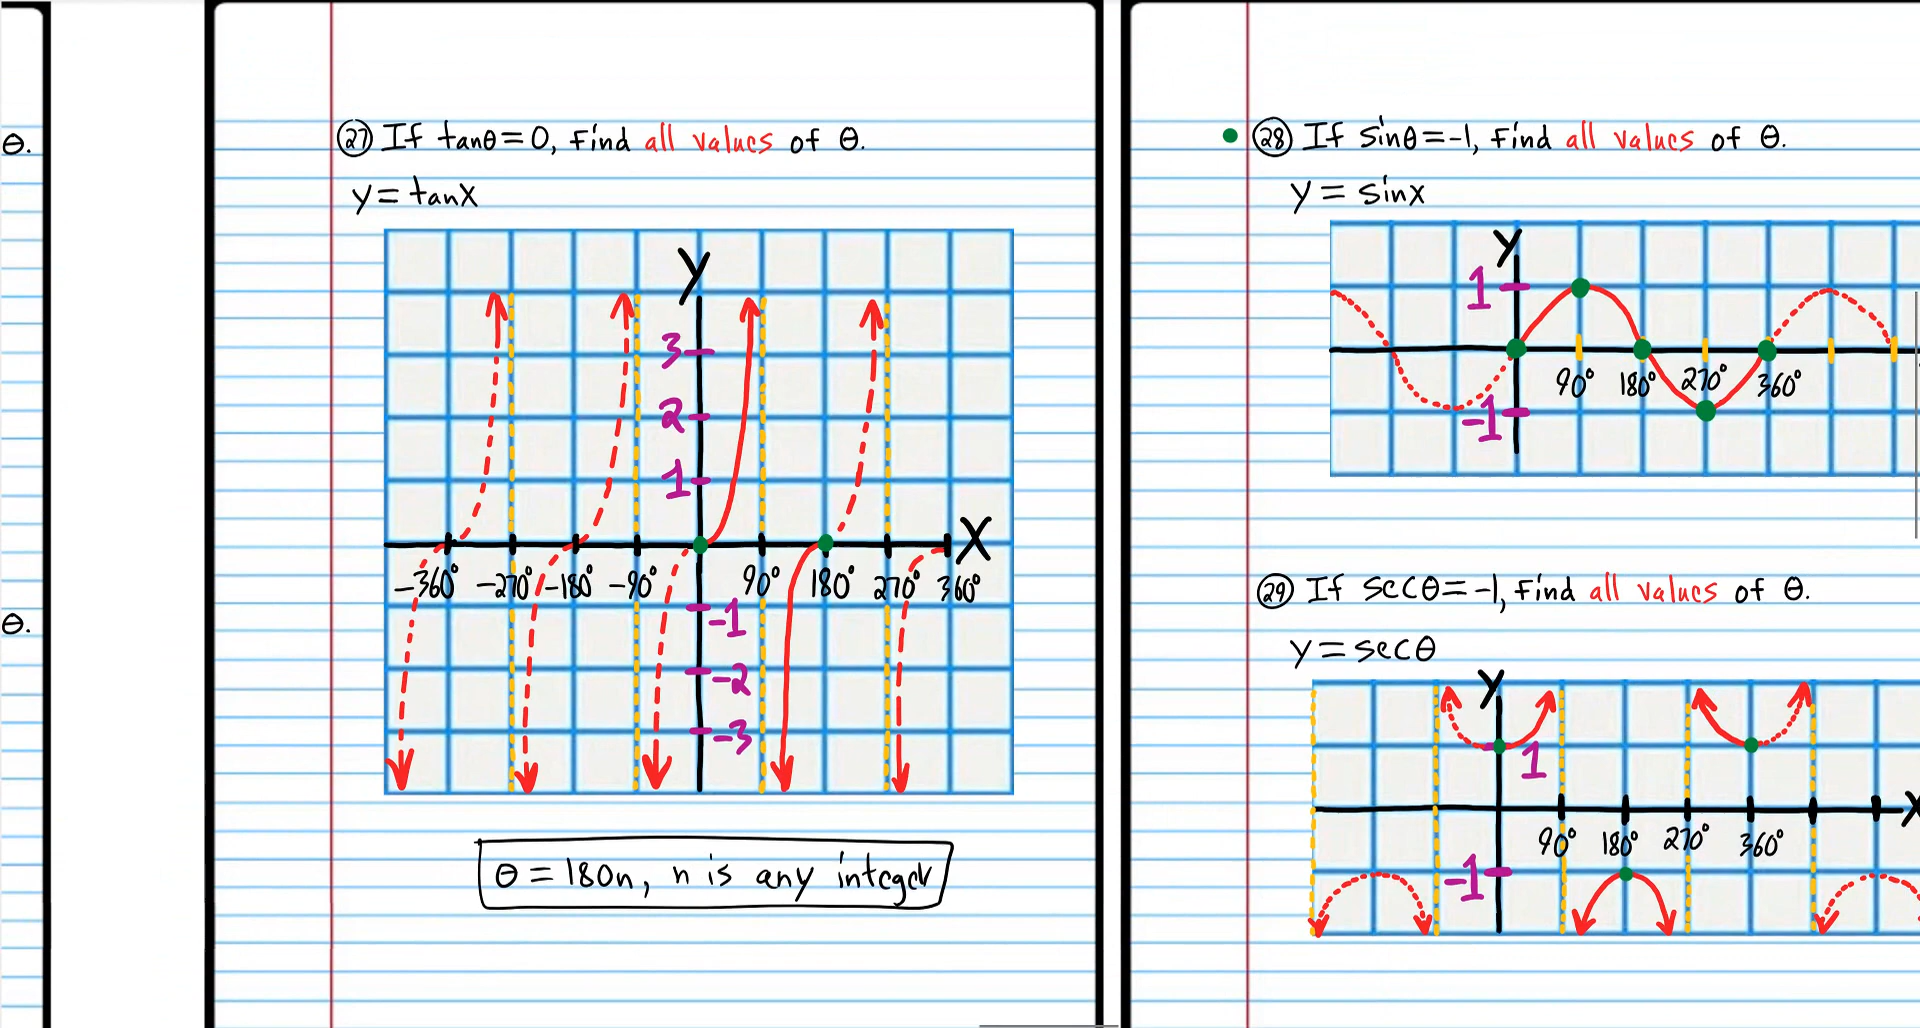 θ.
θ.
27 If tanθ=0, Find all values of θ.
y = tanx
Y
3
2
1
X
-360° -270° -180° -90° 90° 180° 270° 360°
-1
-2
-3
θ = 180n, n is any integer
28 If sinθ=-1, Find all values of θ.
y = sinx
Y
1
90° 180° 270° 360°
-1
29 If secθ=-1, Find all values of θ.
y = secθ
Y
1
X
90° 180° 270° 360°
-1